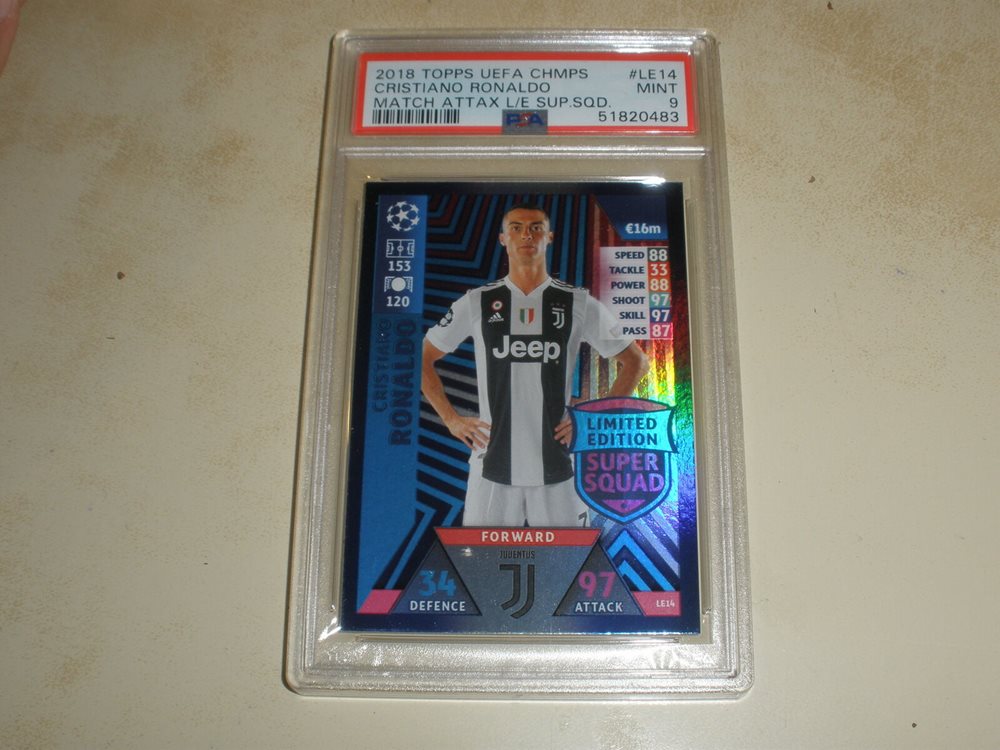 2018 TOPPS UEFA CHMPS #LE14
CRISTIANO RONALDO MINT
MATCH ATTAX L/E SUP.SQD. 9
PSA 51820483
€16m
153
120
SPEED 88
TACKLE 33
POWER 88
SHOOT 97
SKILL 97
PASS 87
CRISTIANO
RONALDO
adidas
Jeep
LIMITED
EDITION
SUPER
SQUAD
7
FORWARD
JUVENTUS
34
DEFENCE
97
ATTACK
LE14